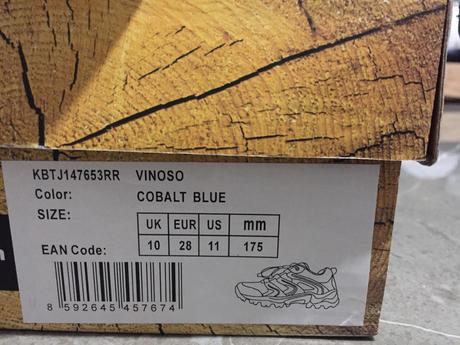 KBTJ147653RR VINOSO
Color: COBALT BLUE
SIZE:
UK EUR US mm
10 28 11 175
EAN Code:
8 592645 457674